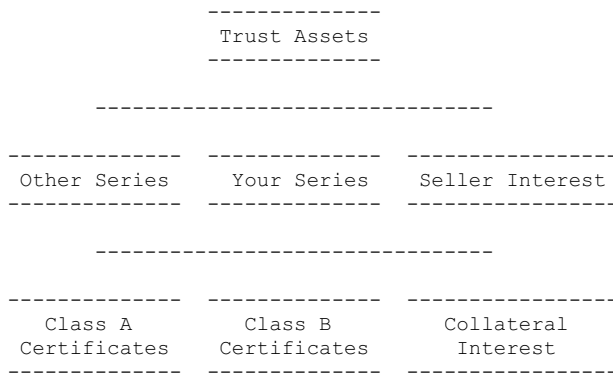 Trust Assets
Other Series Your Series Seller Interest
Class A Class B Collateral
Certificates Certificates Interest